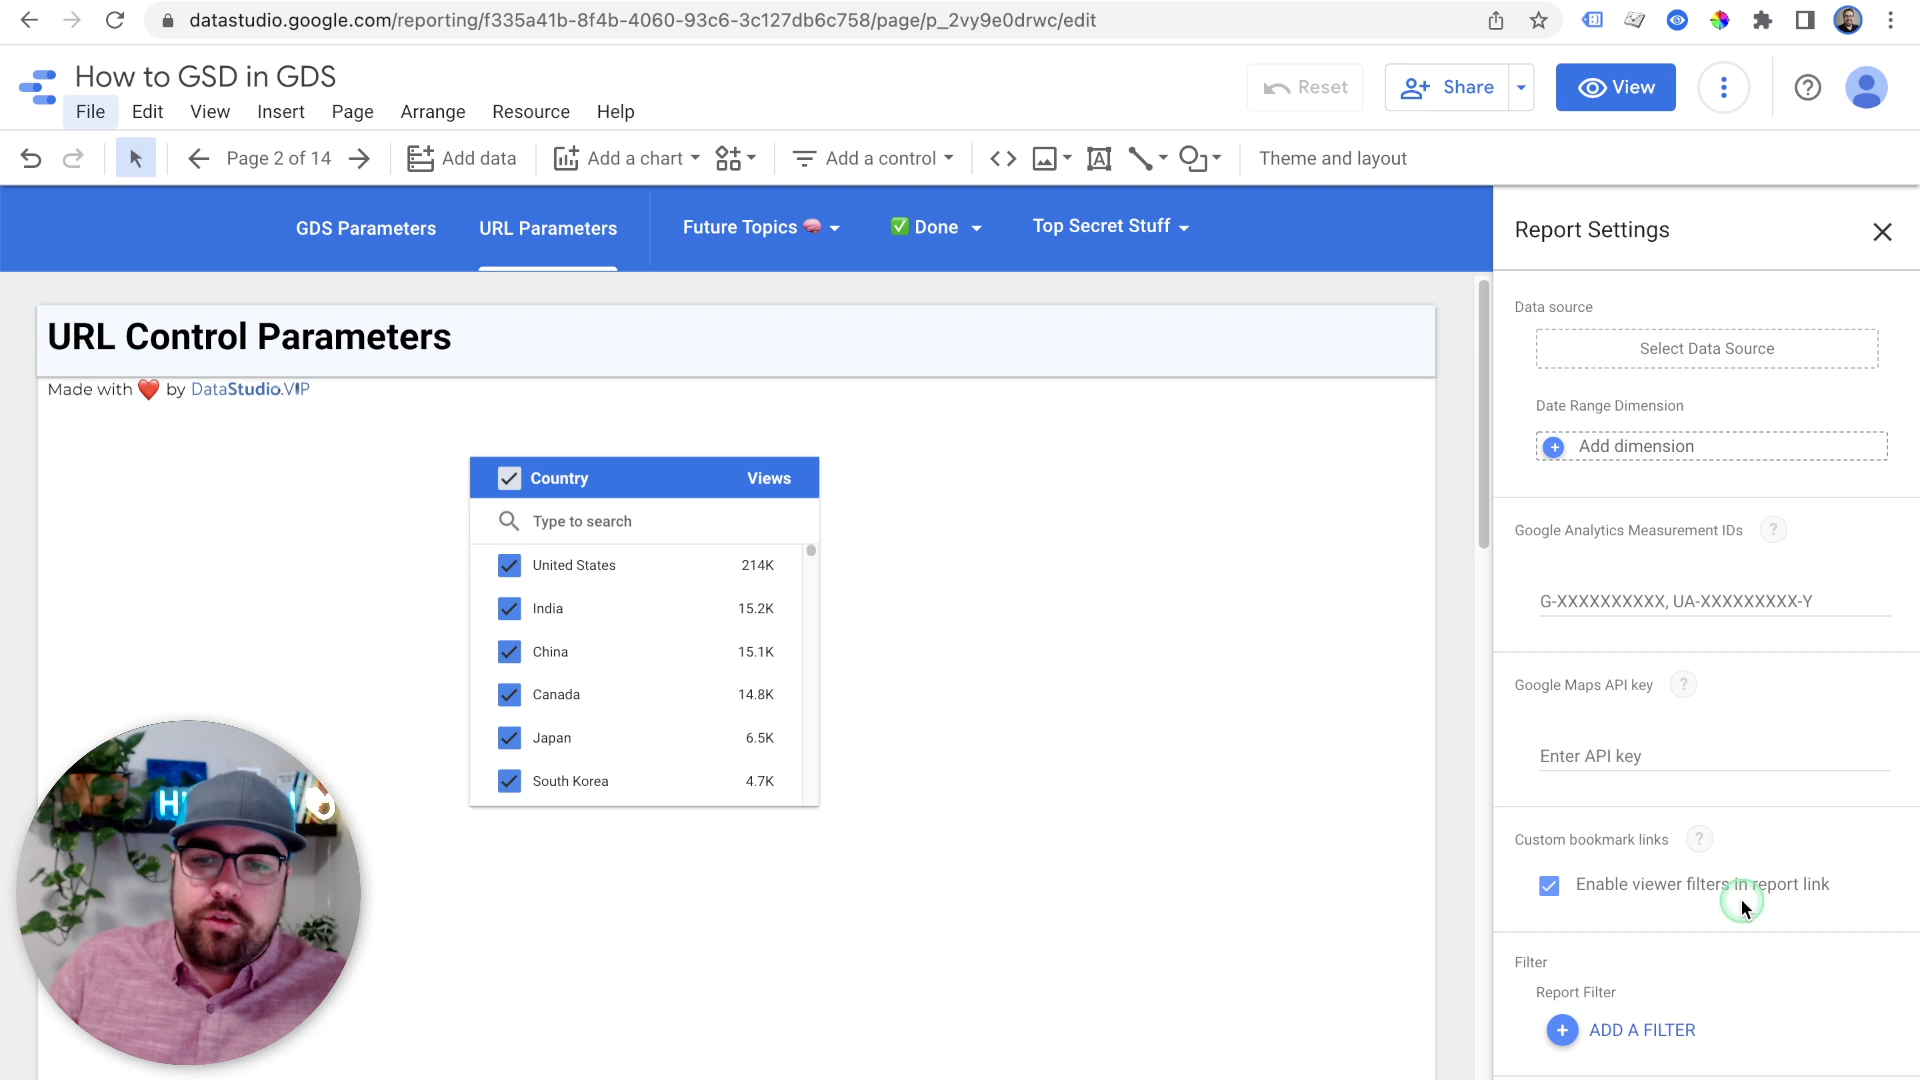 datastudio.google.com/reporting/f335a41b-8f4b-4060-93c6-3c127db6c758/page/p_2vy9e0drwc/edit
How to GSD in GDS
Reset
Share
View
File Edit View Insert Page Arrange Resource Help
Page 2 of 14
Add data
Add a chart
Add a control
Theme and layout
GDS Parameters
URL Parameters
Future Topics 🧠
✅ Done
Top Secret Stuff
Report Settings
URL Control Parameters
Made with ❤️ by DataStudio.VIP
Country Views
Type to search
United States 214K
India 15.2K
China 15.1K
Canada 14.8K
Japan 6.5K
South Korea 4.7K
Data source
Select Data Source
Date Range Dimension
Add dimension
Google Analytics Measurement IDs ?
G-XXXXXXXXXX, UA-XXXXXXXXX-Y
Google Maps API key ?
Enter API key
Custom bookmark links ?
Enable viewer filters in report link
Filter
Report Filter
ADD A FILTER